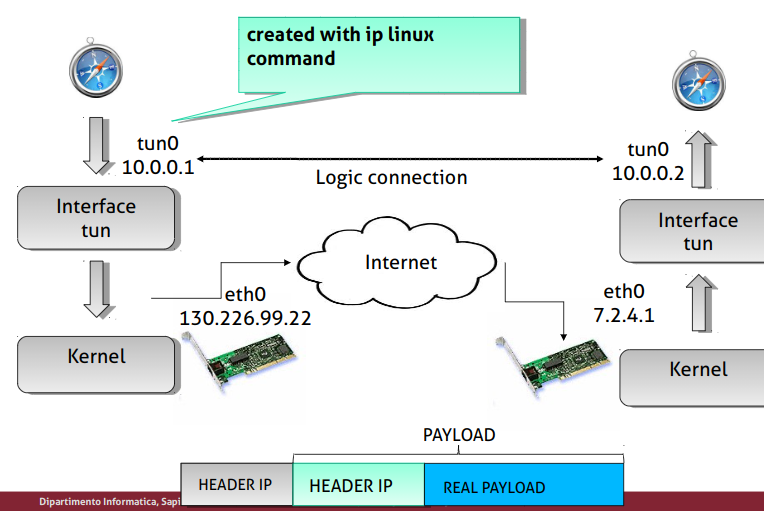 created with ip linux
command
tun0
10.0.0.1
tun0
10.0.0.2
Logic connection
Interface
tun
Interface
tun
Internet
eth0
130.226.99.22
eth0
7.2.4.1
Kernel
Kernel
PAYLOAD
HEADER IP
HEADER IP
REAL PAYLOAD
Dipartimento Informatica,